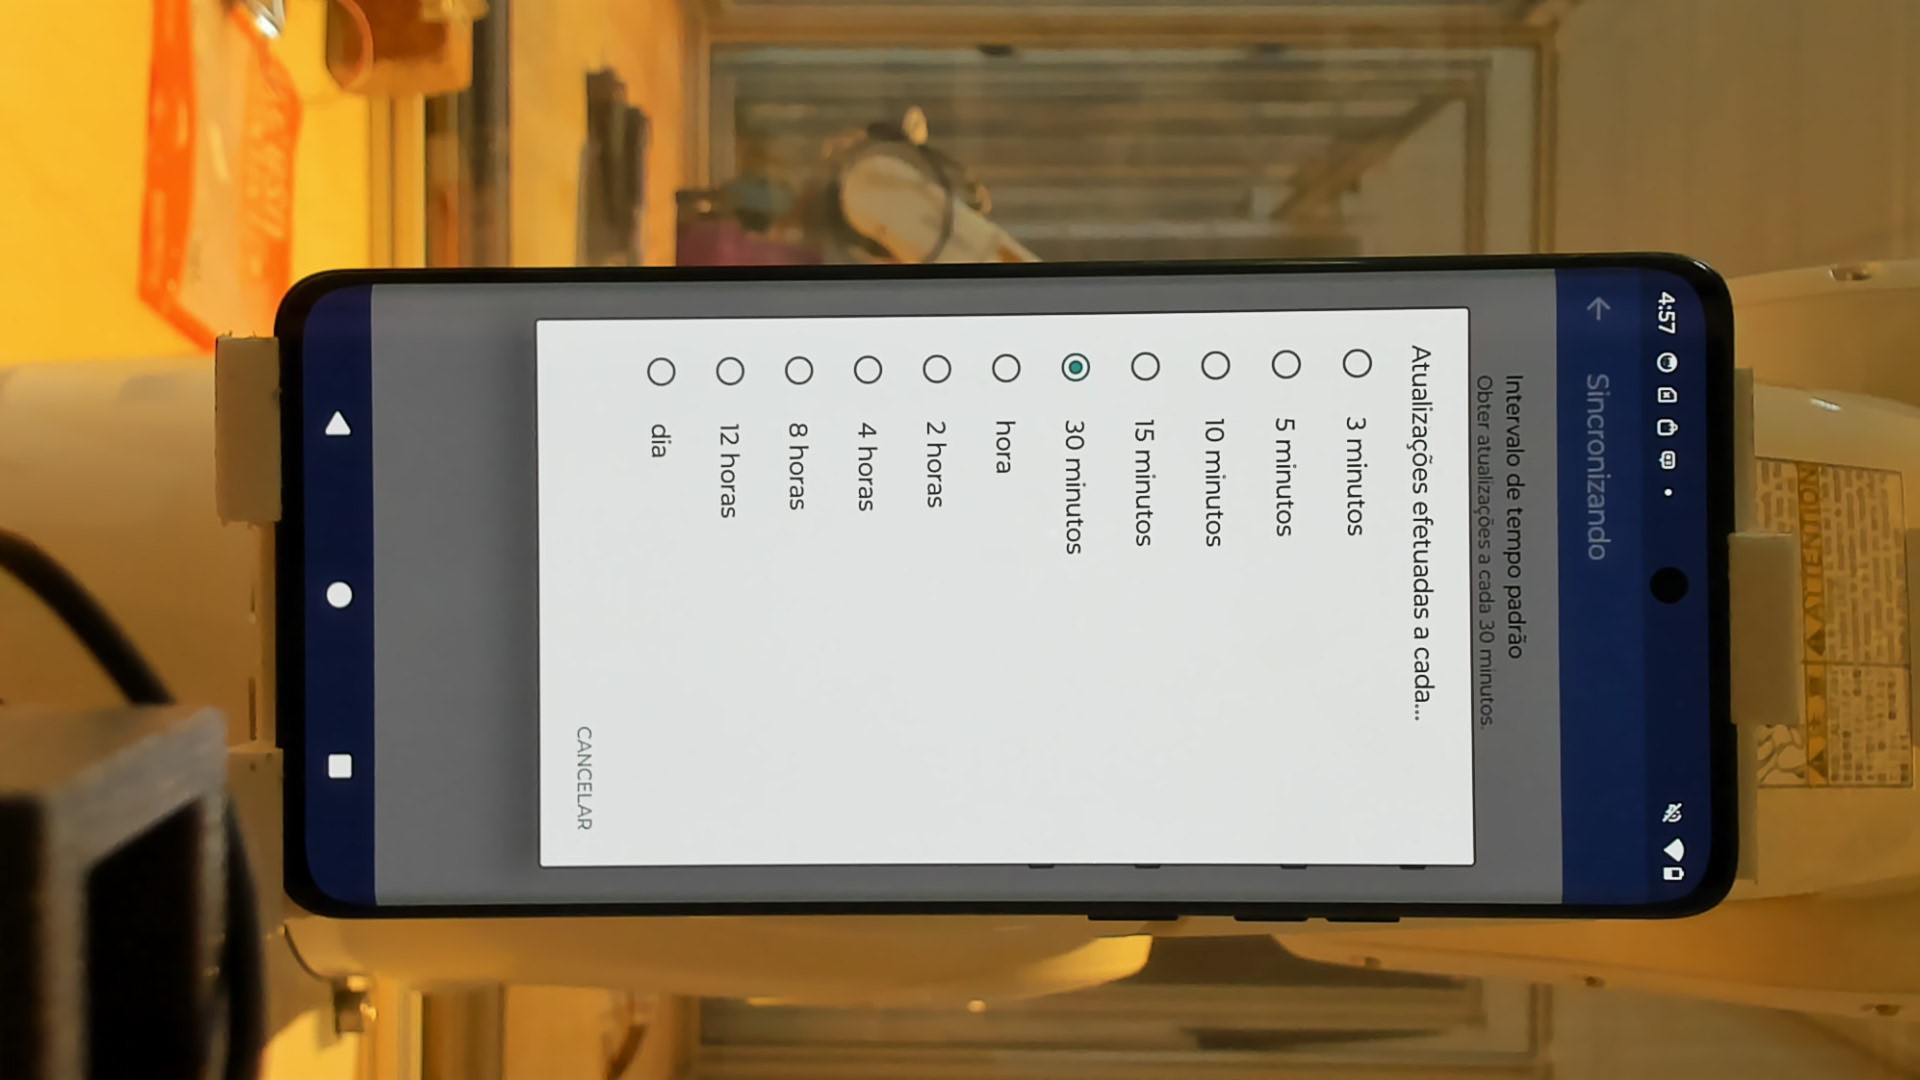 4:57
Sincronizando
Intervalo de tempo padrão
Obter atualizações a cada 30 minutos.
Atualizações efetuadas a cada...
3 minutos
5 minutos
10 minutos
15 minutos
30 minutos
hora
2 horas
4 horas
8 horas
12 horas
dia
CANCELAR
ATTENTION